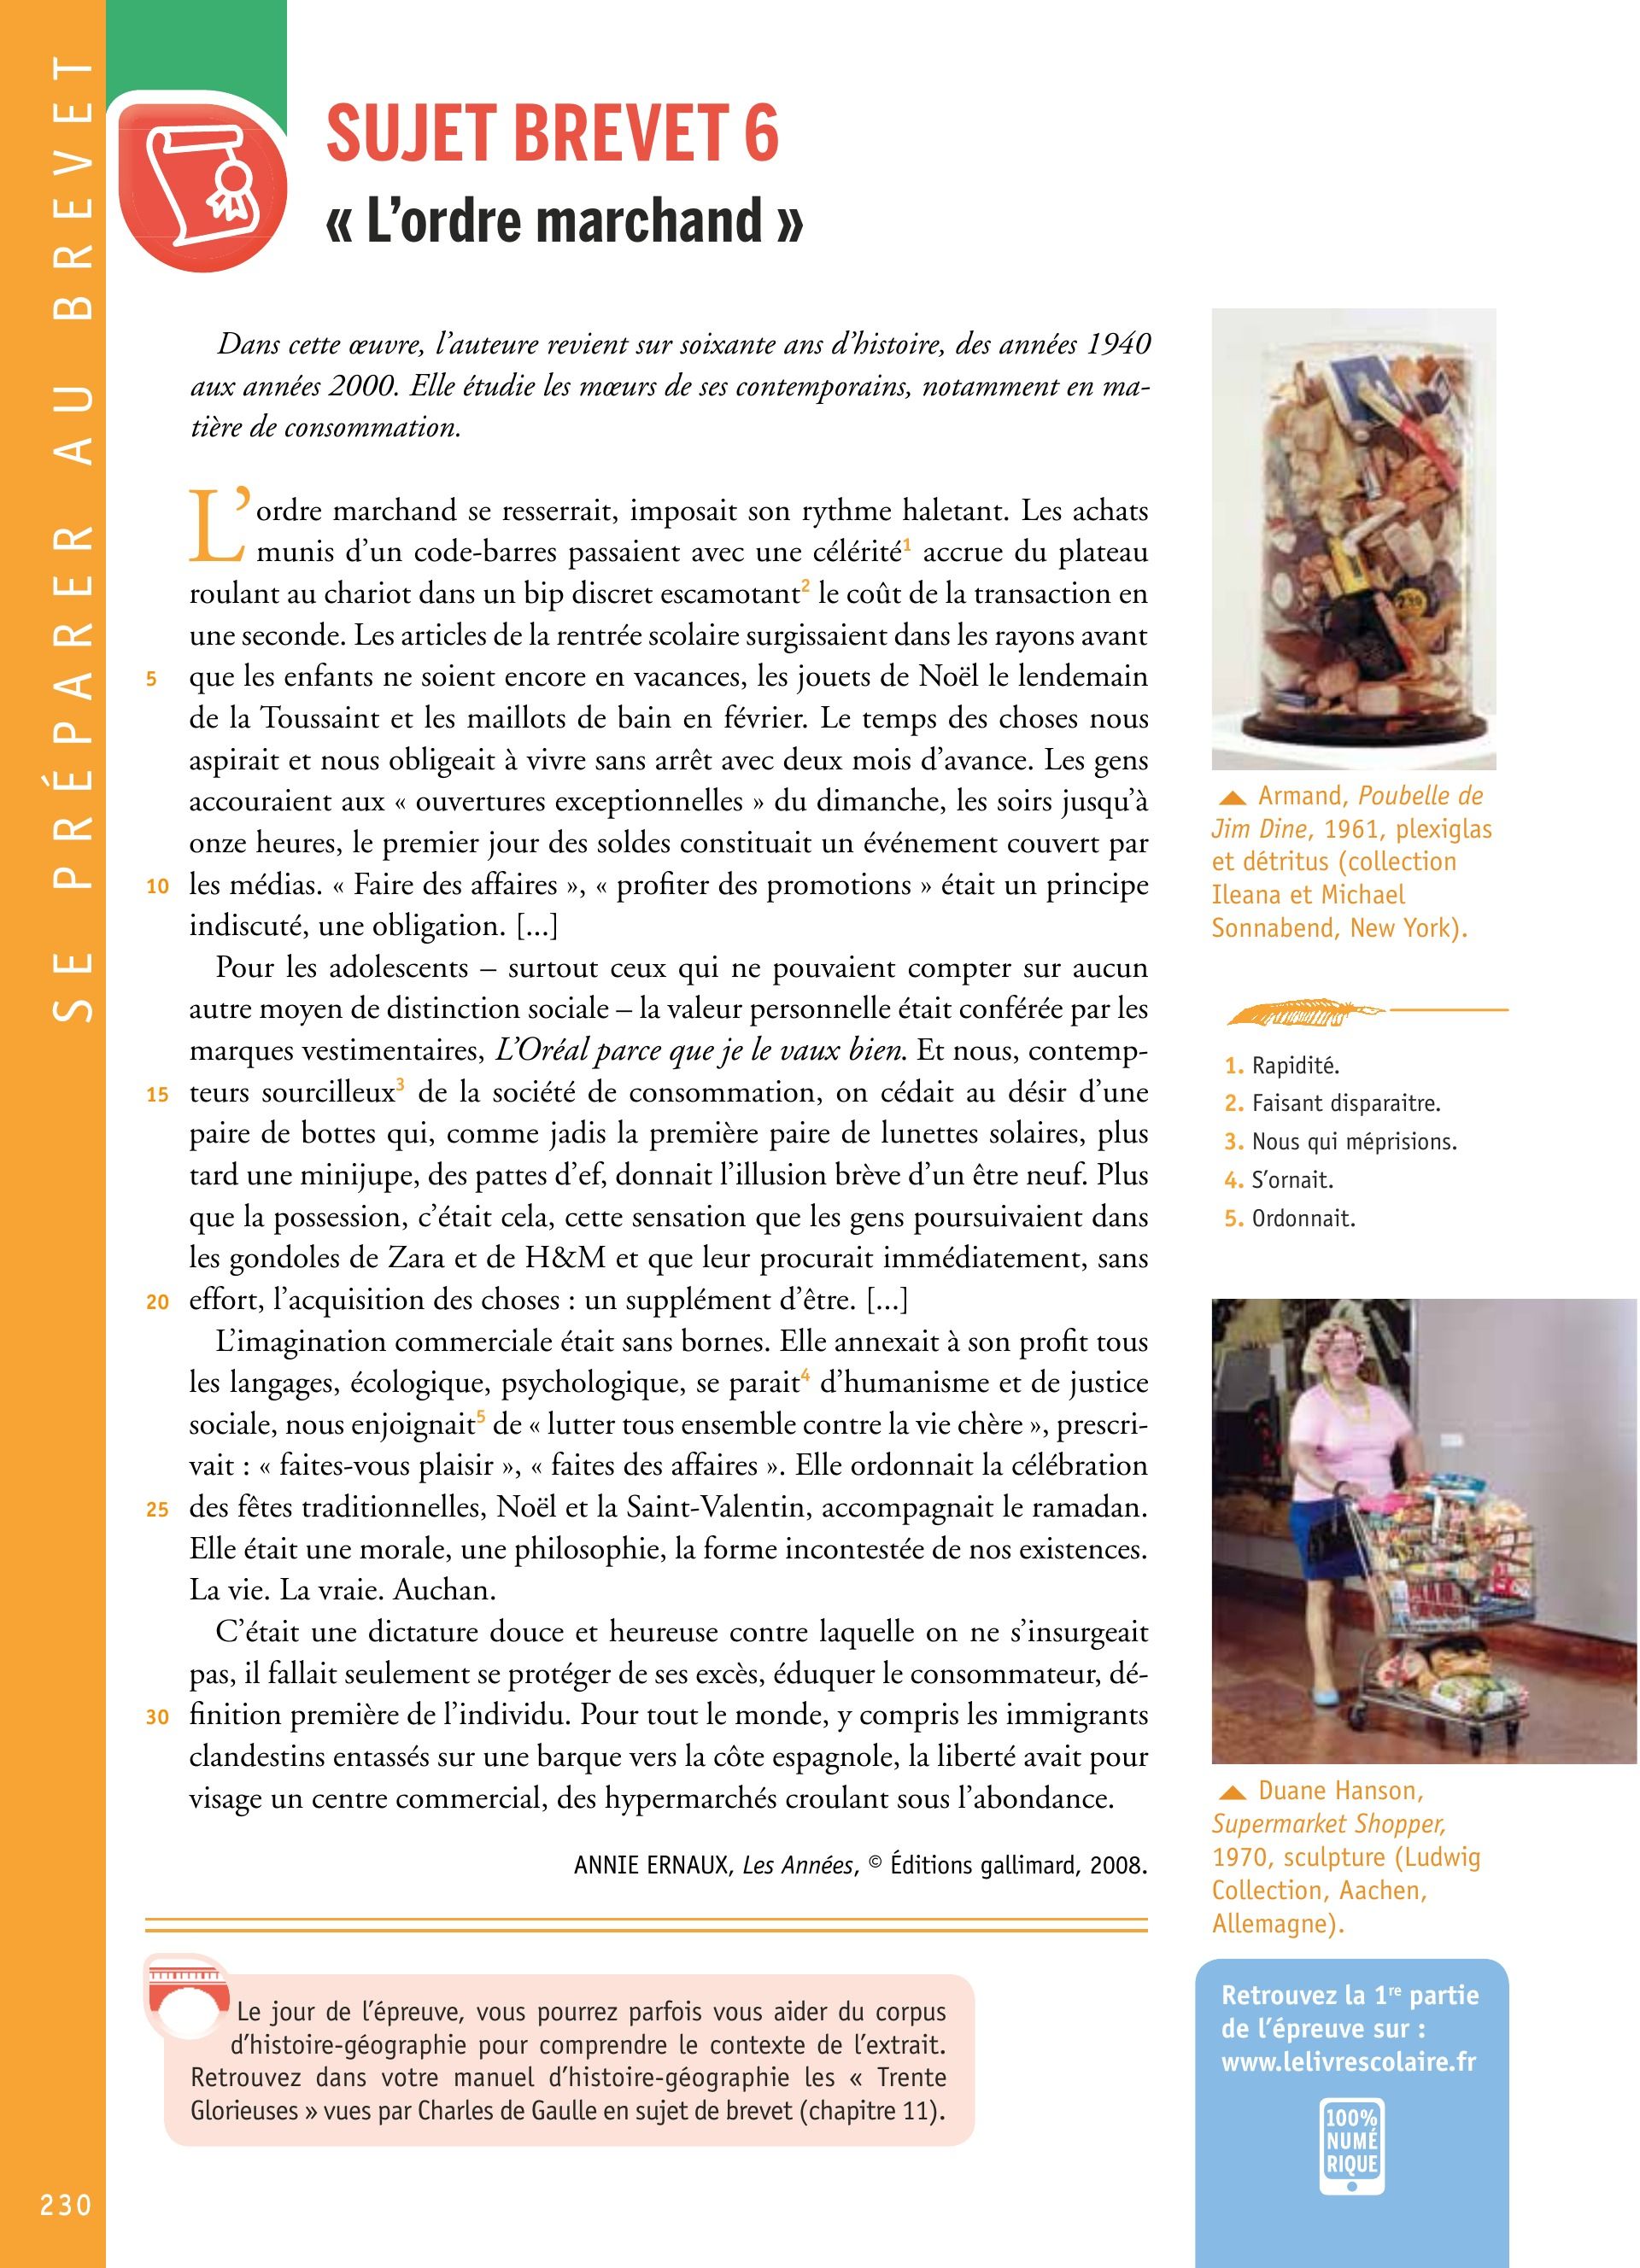 SE PRÉPARER AU BREVET
SUJET BREVET 6
« L’ordre marchand »
Dans cette œuvre, l’auteure revient sur soixante ans d’histoire, des années 1940
aux années 2000. Elle étudie les mœurs de ses contemporains, notamment en ma-
tière de consommation.
L’ordre marchand se resserrait, imposait son rythme haletant. Les achats
munis d’un code-barres passaient avec une célérité1 accrue du plateau
roulant au chariot dans un bip discret escamotant2 le coût de la transaction en
une seconde. Les articles de la rentrée scolaire surgissaient dans les rayons avant
5 que les enfants ne soient encore en vacances, les jouets de Noël le lendemain
de la Toussaint et les maillots de bain en février. Le temps des choses nous
aspirait et nous obligeait à vivre sans arrêt avec deux mois d’avance. Les gens
accouraient aux « ouvertures exceptionnelles » du dimanche, les soirs jusqu’à
onze heures, le premier jour des soldes constituait un événement couvert par
10 les médias. « Faire des affaires », « profiter des promotions » était un principe
indiscuté, une obligation. [...]
Pour les adolescents – surtout ceux qui ne pouvaient compter sur aucun
autre moyen de distinction sociale – la valeur personnelle était conférée par les
marques vestimentaires, L’Oréal parce que je le vaux bien. Et nous, contemp-
15 teurs sourcilleux3 de la société de consommation, on cédait au désir d’une
paire de bottes qui, comme jadis la première paire de lunettes solaires, plus
tard une minijupe, des pattes d’ef, donnait l’illusion brève d’un être neuf. Plus
que la possession, c’était cela, cette sensation que les gens poursuivaient dans
les gondoles de Zara et de H&M et que leur procurait immédiatement, sans
20 effort, l’acquisition des choses : un supplément d’être. [...]
L’imagination commerciale était sans bornes. Elle annexait à son profit tous
les langages, écologique, psychologique, se parait4 d’humanisme et de justice
sociale, nous enjoignait5 de « lutter tous ensemble contre la vie chère », prescri-
vait : « faites-vous plaisir », « faites des affaires ». Elle ordonnait la célébration
25 des fêtes traditionnelles, Noël et la Saint-Valentin, accompagnait le ramadan.
Elle était une morale, une philosophie, la forme incontestée de nos existences.
La vie. La vraie. Auchan.
C’était une dictature douce et heureuse contre laquelle on ne s’insurgeait
pas, il fallait seulement se protéger de ses excès, éduquer le consommateur, dé-
30 finition première de l’individu. Pour tout le monde, y compris les immigrants
clandestins entassés sur une barque vers la côte espagnole, la liberté avait pour
visage un centre commercial, des hypermarchés croulant sous l’abondance.
ANNIE ERNAUX, Les Années, © Éditions gallimard, 2008.
Armand, Poubelle de
Jim Dine, 1961, plexiglas
et détritus (collection
Ileana et Michael
Sonnabend, New York).
1. Rapidité.
2. Faisant disparaitre.
3. Nous qui méprisions.
4. S’ornait.
5. Ordonnait.
Duane Hanson,
Supermarket Shopper,
1970, sculpture (Ludwig
Collection, Aachen,
Allemagne).
Le jour de l’épreuve, vous pourrez parfois vous aider du corpus
d’histoire-géographie pour comprendre le contexte de l’extrait.
Retrouvez dans votre manuel d’histoire-géographie les « Trente
Glorieuses » vues par Charles de Gaulle en sujet de brevet (chapitre 11).
Retrouvez la 1re partie
de l’épreuve sur :
www.lelivrescolaire.fr
100%
NUMÉ
RIQUE
230